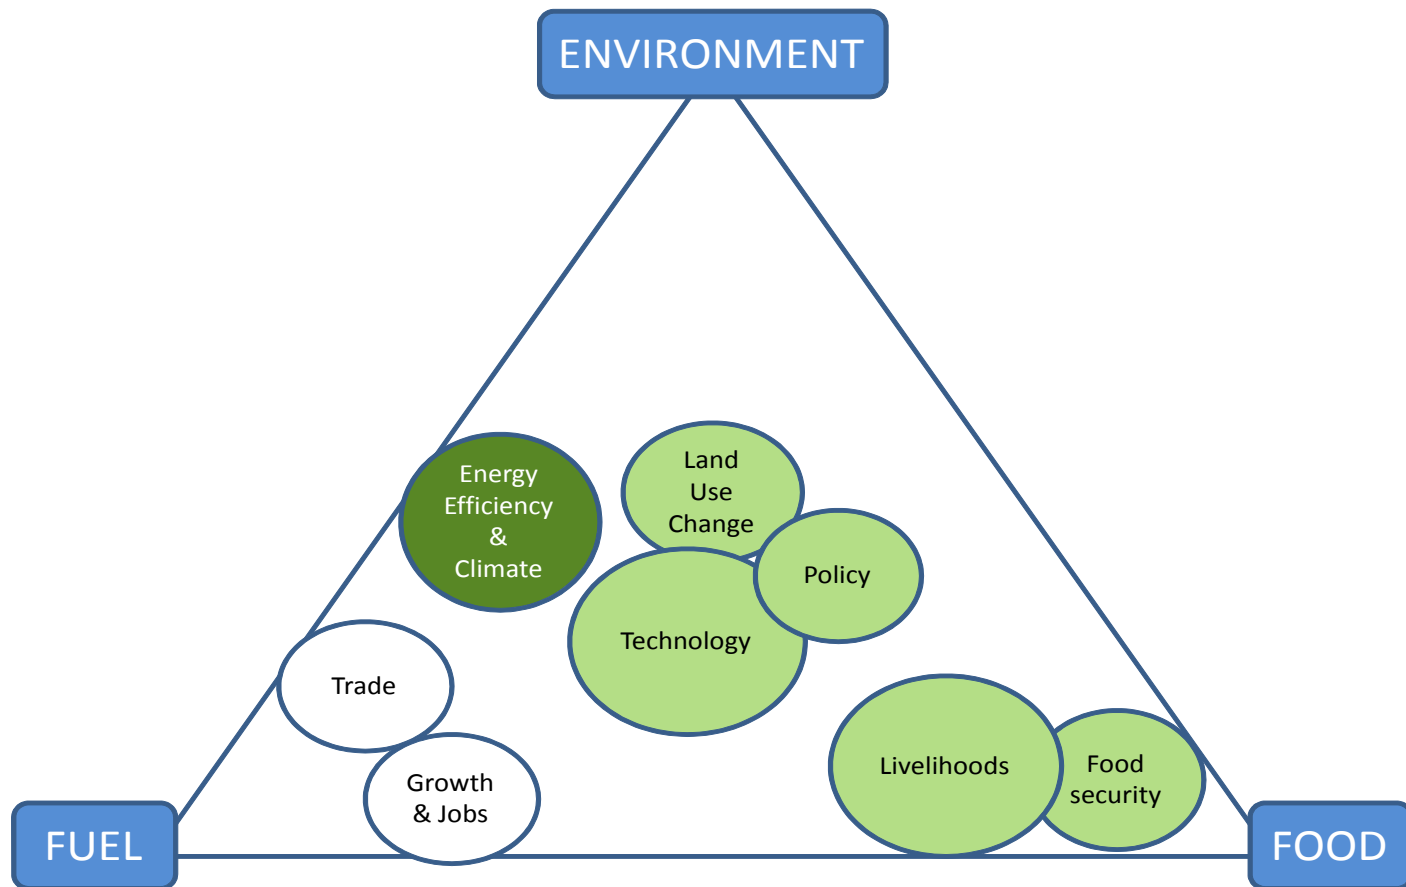 ENVIRONMENT
Energy
Efficiency
&
Climate
Land
Use
Change
Policy
Technology
Trade
Growth
& Jobs
Livelihoods
Food
security
FUEL
FOOD